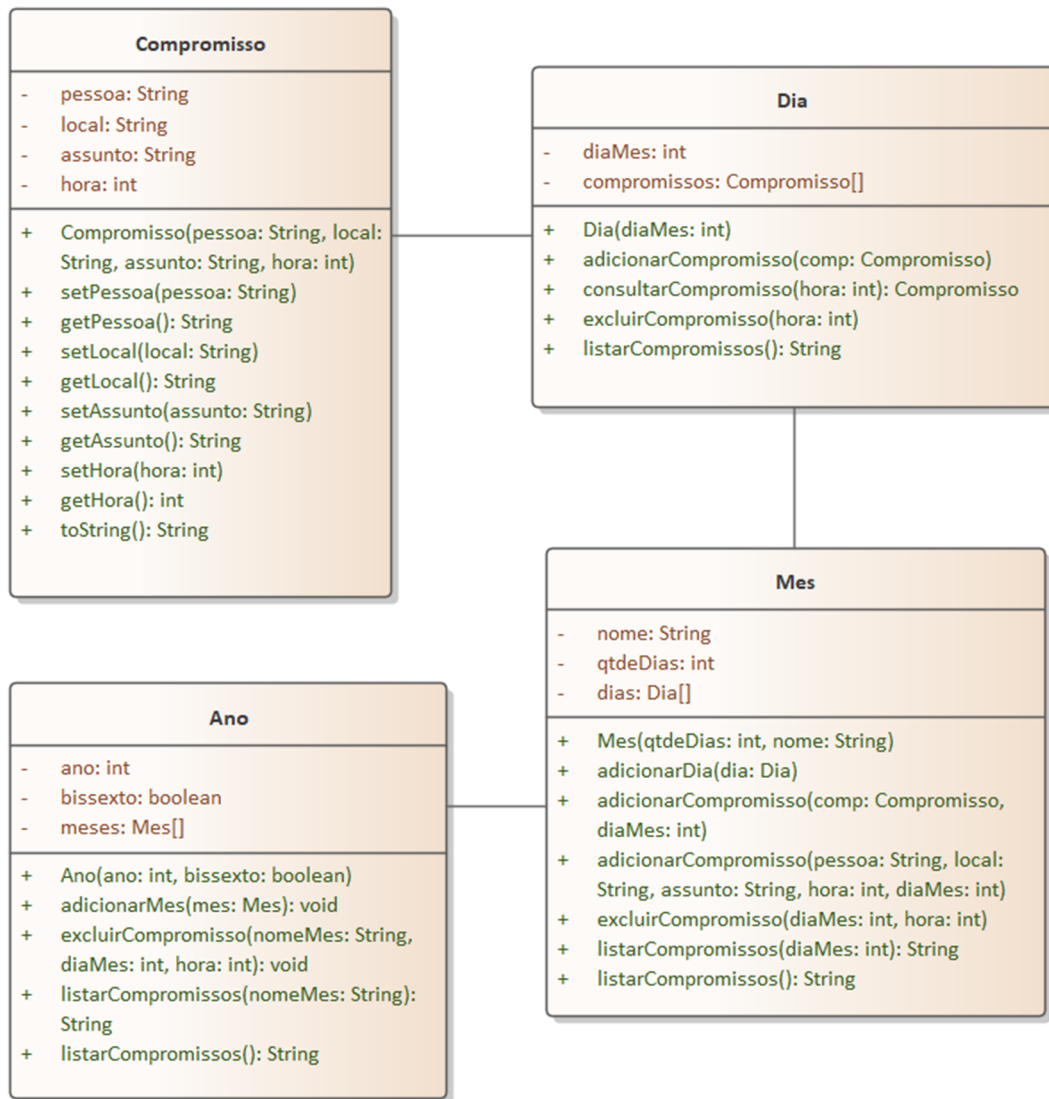 Compromisso
- pessoa: String
- local: String
- assunto: String
- hora: int
+ Compromisso(pessoa: String, local:
String, assunto: String, hora: int)
+ setPessoa(pessoa: String)
+ getPessoa(): String
+ setLocal(local: String)
+ getLocal(): String
+ setAssunto(assunto: String)
+ getAssunto(): String
+ setHora(hora: int)
+ getHora(): int
+ toString(): String
Dia
- diaMes: int
- compromissos: Compromisso[]
+ Dia(diaMes: int)
+ adicionarCompromisso(comp: Compromisso)
+ consultarCompromisso(hora: int): Compromisso
+ excluirCompromisso(hora: int)
+ listarCompromissos(): String
Mes
- nome: String
- qtdeDias: int
- dias: Dia[]
+ Mes(qtdeDias: int, nome: String)
+ adicionarDia(dia: Dia)
+ adicionarCompromisso(comp: Compromisso,
diaMes: int)
+ adicionarCompromisso(pessoa: String, local:
String, assunto: String, hora: int, diaMes: int)
+ excluirCompromisso(diaMes: int, hora: int)
+ listarCompromissos(diaMes: int): String
+ listarCompromissos(): String
Ano
- ano: int
- bissexto: boolean
- meses: Mes[]
+ Ano(ano: int, bissexto: boolean)
+ adicionarMes(mes: Mes): void
+ excluirCompromisso(nomeMes: String,
diaMes: int, hora: int): void
+ listarCompromissos(nomeMes: String):
String
+ listarCompromissos(): String